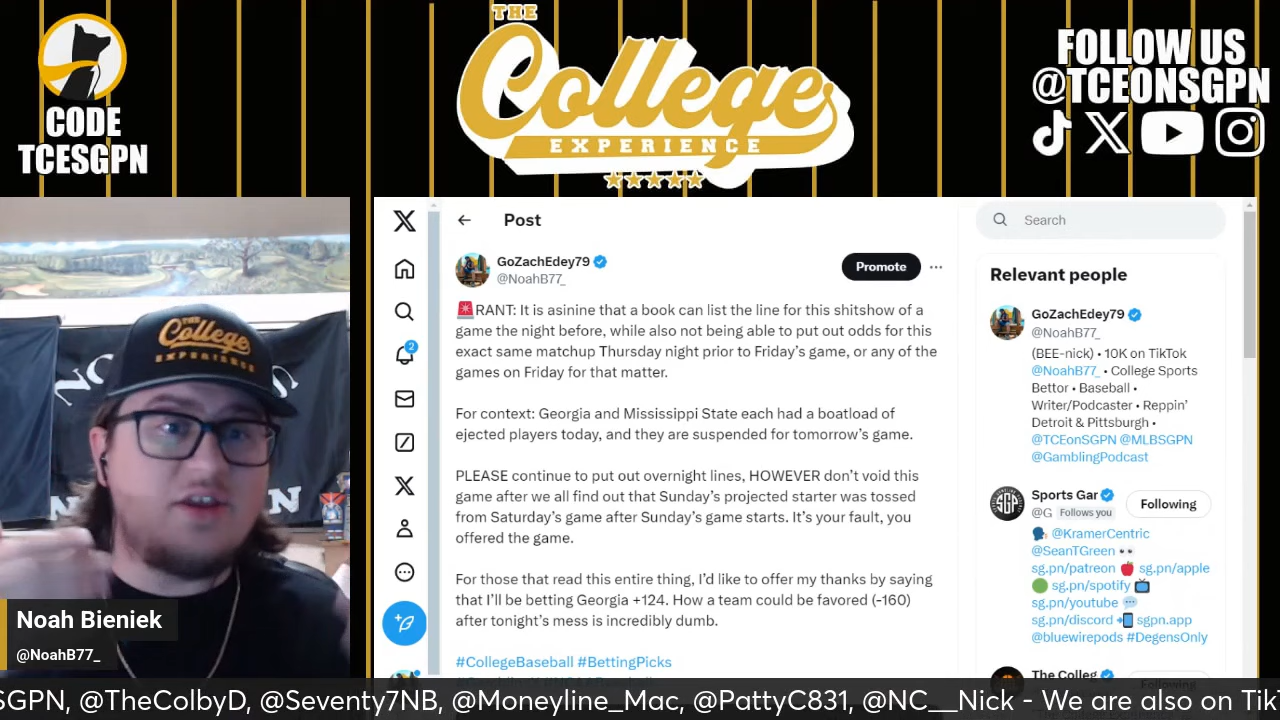 CODE
TCESGPN
THE
College
EXPERIENCE
FOLLOW US
@TCEONSGPN
THE
College
EXPERIENCE
Noah Bieniek
@NoahB77_
2
Post
GoZachEdey79
@NoahB77_
Promote
🚨RANT: It is asinine that a book can list the line for this shitshow of a
game the night before, while also not being able to put out odds for this
exact same matchup Thursday night prior to Friday's game, or any of the
games on Friday for that matter.
For context: Georgia and Mississippi State each had a boatload of
ejected players today, and they are suspended for tomorrow's game.
PLEASE continue to put out overnight lines, HOWEVER don't void this
game after we all find out that Sunday's projected starter was tossed
from Saturday's game after Sunday's game starts. It's your fault, you
offered the game.
For those that read this entire thing, I'd like to offer my thanks by saying
that I'll be betting Georgia +124. How a team could be favored (-160)
after tonight's mess is incredibly dumb.
#CollegeBaseball #BettingPicks
Search
Relevant people
GoZachEdey79
@NoahB77_
(BEE-nick) • 10K on TikTok
@NoahB77_ • College Sports
Bettor • Baseball •
Writer/Podcaster • Reppin'
Detroit & Pittsburgh •
@TCEonSGPN @MLBSGPN
@GamblingPodcast
Sports Gar
@G Follows you
Following
SGP
🗣️ @KramerCentric
@SeanTGreen 👀
sg.pn/patreon 🍎 sg.pn/apple
🟢 sg.pn/spotify 📺
sg.pn/youtube 💬
sg.pn/discord 📲 sgpn.app
@bluewirepods #DegensOnly
The Colleg
Following
SGPN, @TheColbyD, @Seventy7NB, @Moneyline_Mac, @PattyC831, @NC__Nick - We are also on TikT